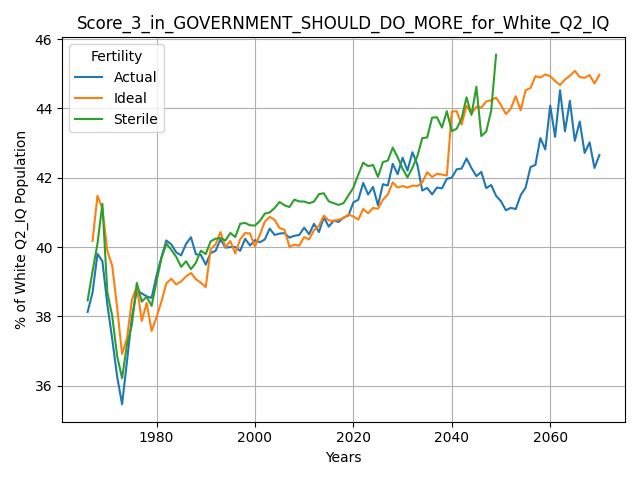 Score_3_in_GOVERNMENT_SHOULD_DO_MORE_for_White_Q2_IQ
46
44
42
40
38
36
% of White Q2_IQ Population
Fertility
Actual
Ideal
Sterile
1980
2000
2020
2040
2060
Years